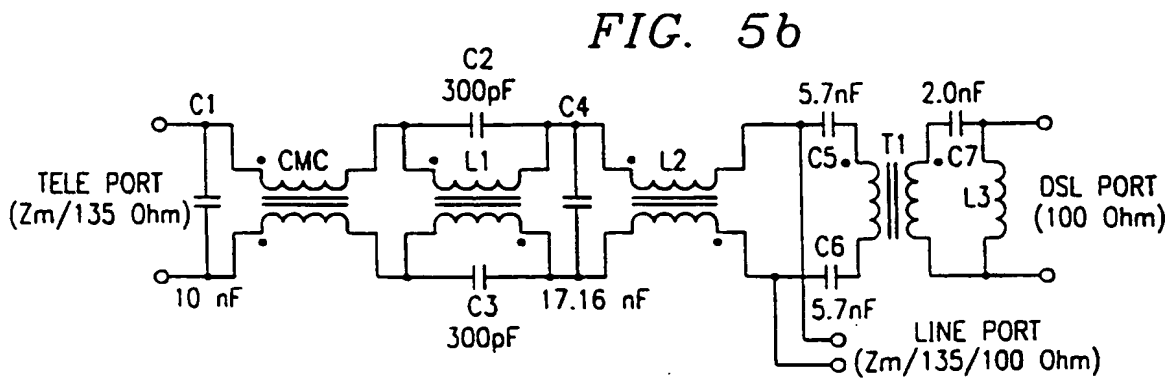 FIG. 5b
C2
300pF
C1
C4
5.7nF
2.0nF
CMC
L1
L2
C5
T1
C7
L3
TELE PORT
(Zm/135 Ohm)
DSL PORT
(100 Ohm)
C6
10 nF
C3
300pF
17.16 nF
5.7nF
LINE PORT
(Zm/135/100 Ohm)